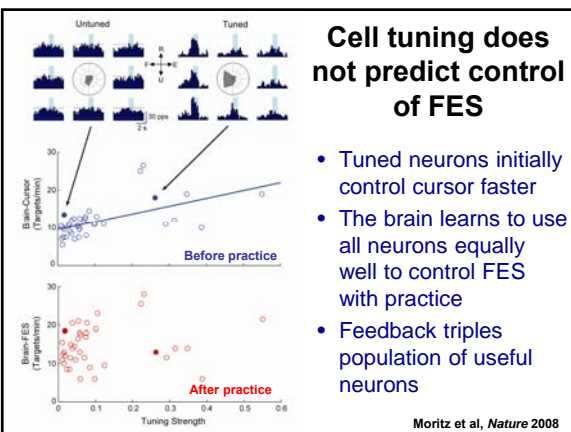 Cell tuning does
not predict control
of FES
• Tuned neurons initially
control cursor faster
• The brain learns to use
all neurons equally
well to control FES
with practice
• Feedback triples
population of useful
neurons
Moritz et al, Nature 2008
Untuned
Tuned
R
F
E
U
30 pps
2 s
Brain-Cursor
(Targets/min)
30
20
10
0
Before practice
Brain-FES
(Targets/min)
30
20
10
0
After practice
0 0.1 0.2 0.3 0.4 0.5 0.6
Tuning Strength